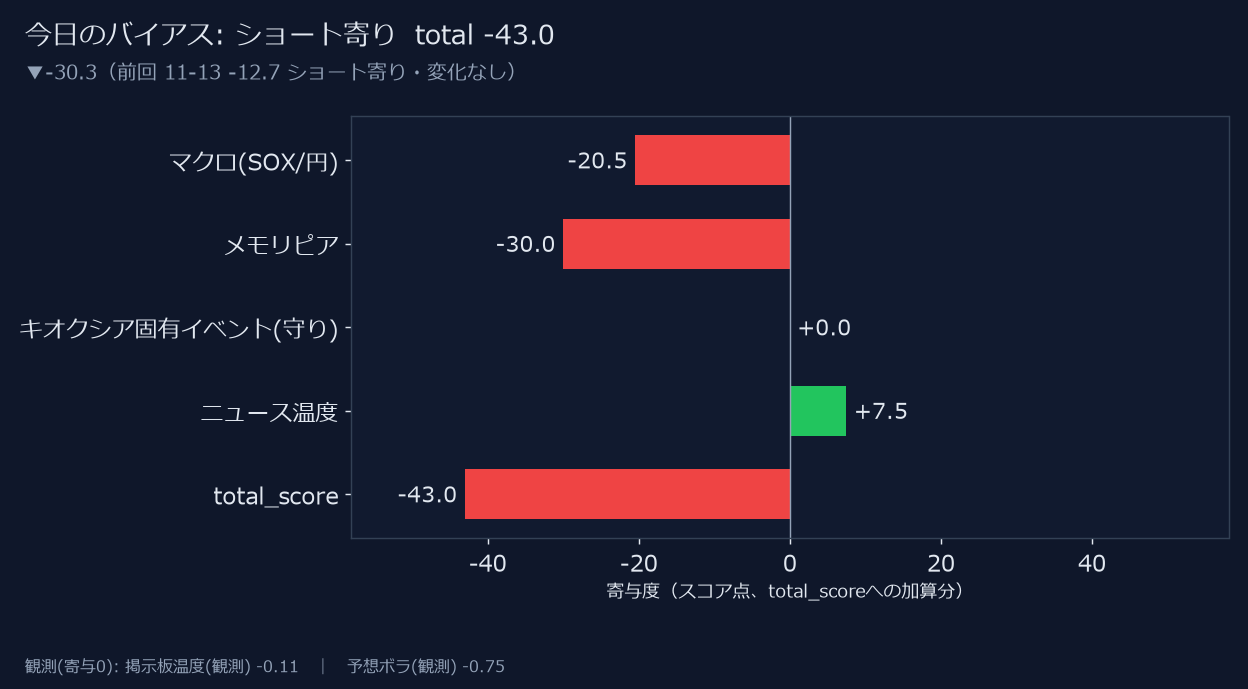 今日のバイアス: ショート寄り  total -43.0
▼-30.3（前回 11-13 -12.7 ショート寄り・変化なし）
マクロ(SOX/円)
-20.5
メモリピア
-30.0
キオクシア固有イベント(守り)
+0.0
ニュース温度
+7.5
total_score
-43.0
-40 -20 0 20 40
寄与度（スコア点、total_scoreへの加算分）
観測(寄与0): 掲示板温度(観測) -0.11 ｜ 予想ボラ(観測) -0.75